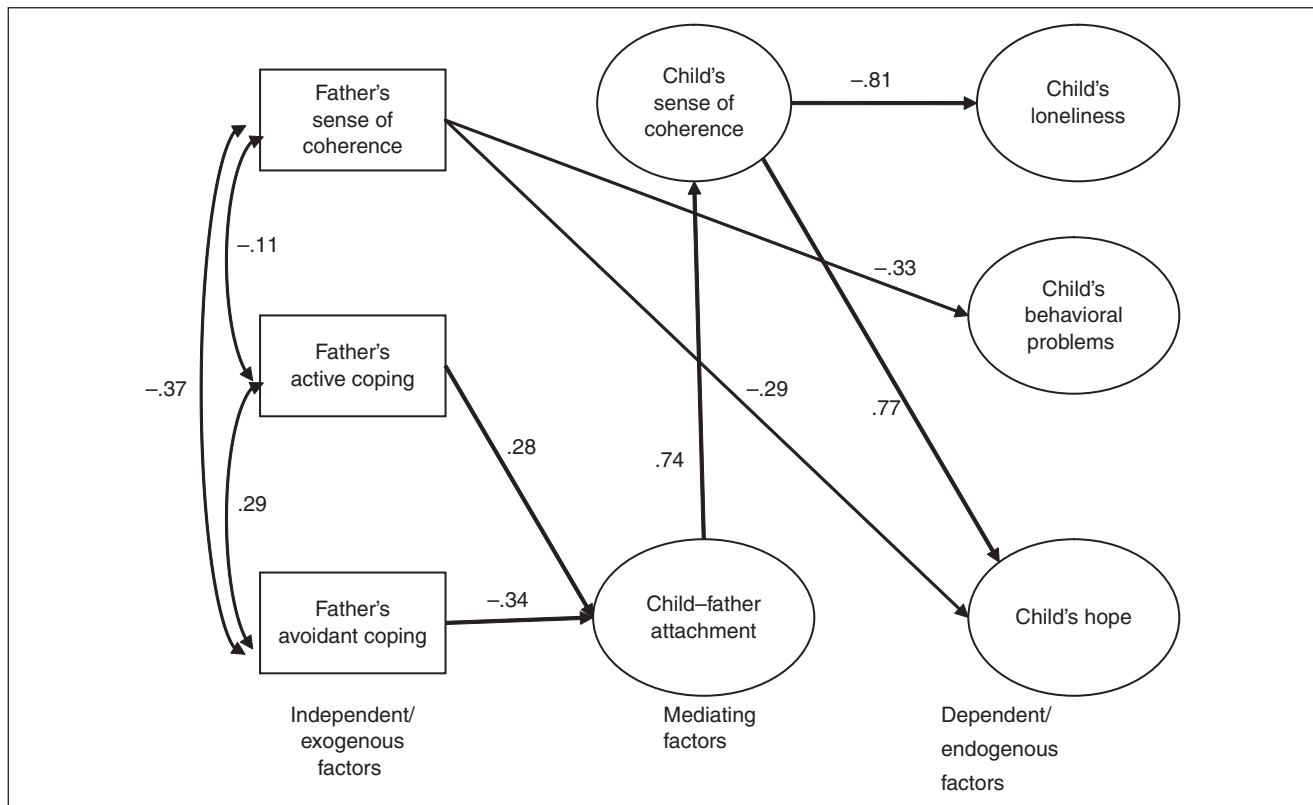 Father's
sense of
coherence
Child's
sense of
coherence
–.81
Child's
loneliness
–.11
–.33
Child's
behavioral
problems
Father's
active coping
–.37
–.29
.77
.28
.74
.29
Father's
avoidant coping
–.34
Child–father
attachment
Child's hope
Independent/
exogenous
factors
Mediating
factors
Dependent/
endogenous
factors